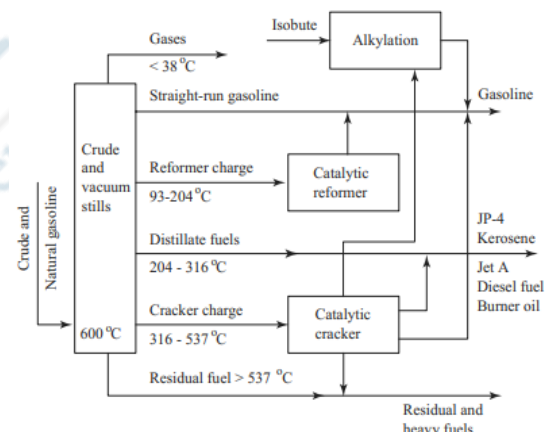 Gases
< 38 °C
Isobute
Alkylation
Straight-run gasoline
Gasoline
Crude
and
vacuum
stills
Reformer charge
93-204 °C
Catalytic
reformer
Crude and
Natural gasoline
Distillate fuels
204 - 316 °C
JP-4
Kerosene
Jet A
Diesel fuel
Burner oil
600 °C
Cracker charge
316 - 537 °C
Catalytic
cracker
Residual fuel > 537 °C
Residual and
heavy fuels